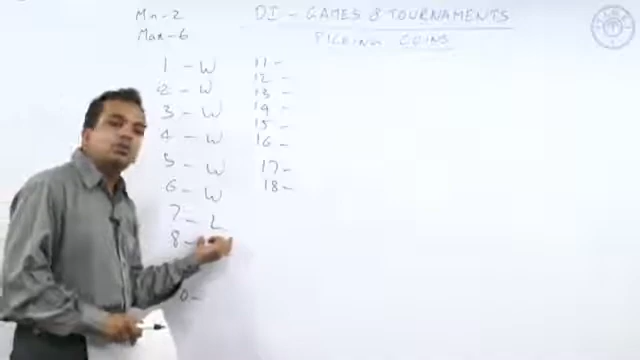 Min-2
Max-6
DI - GAMES & TOURNAMENTS
PICKING COINS
1 - W
2 - W
3 - W
4 - W
5 - W
6 - W
7 - L
8 -
0 -
11 -
12 -
13 -
14 -
15 -
16 -
17 -
18 -